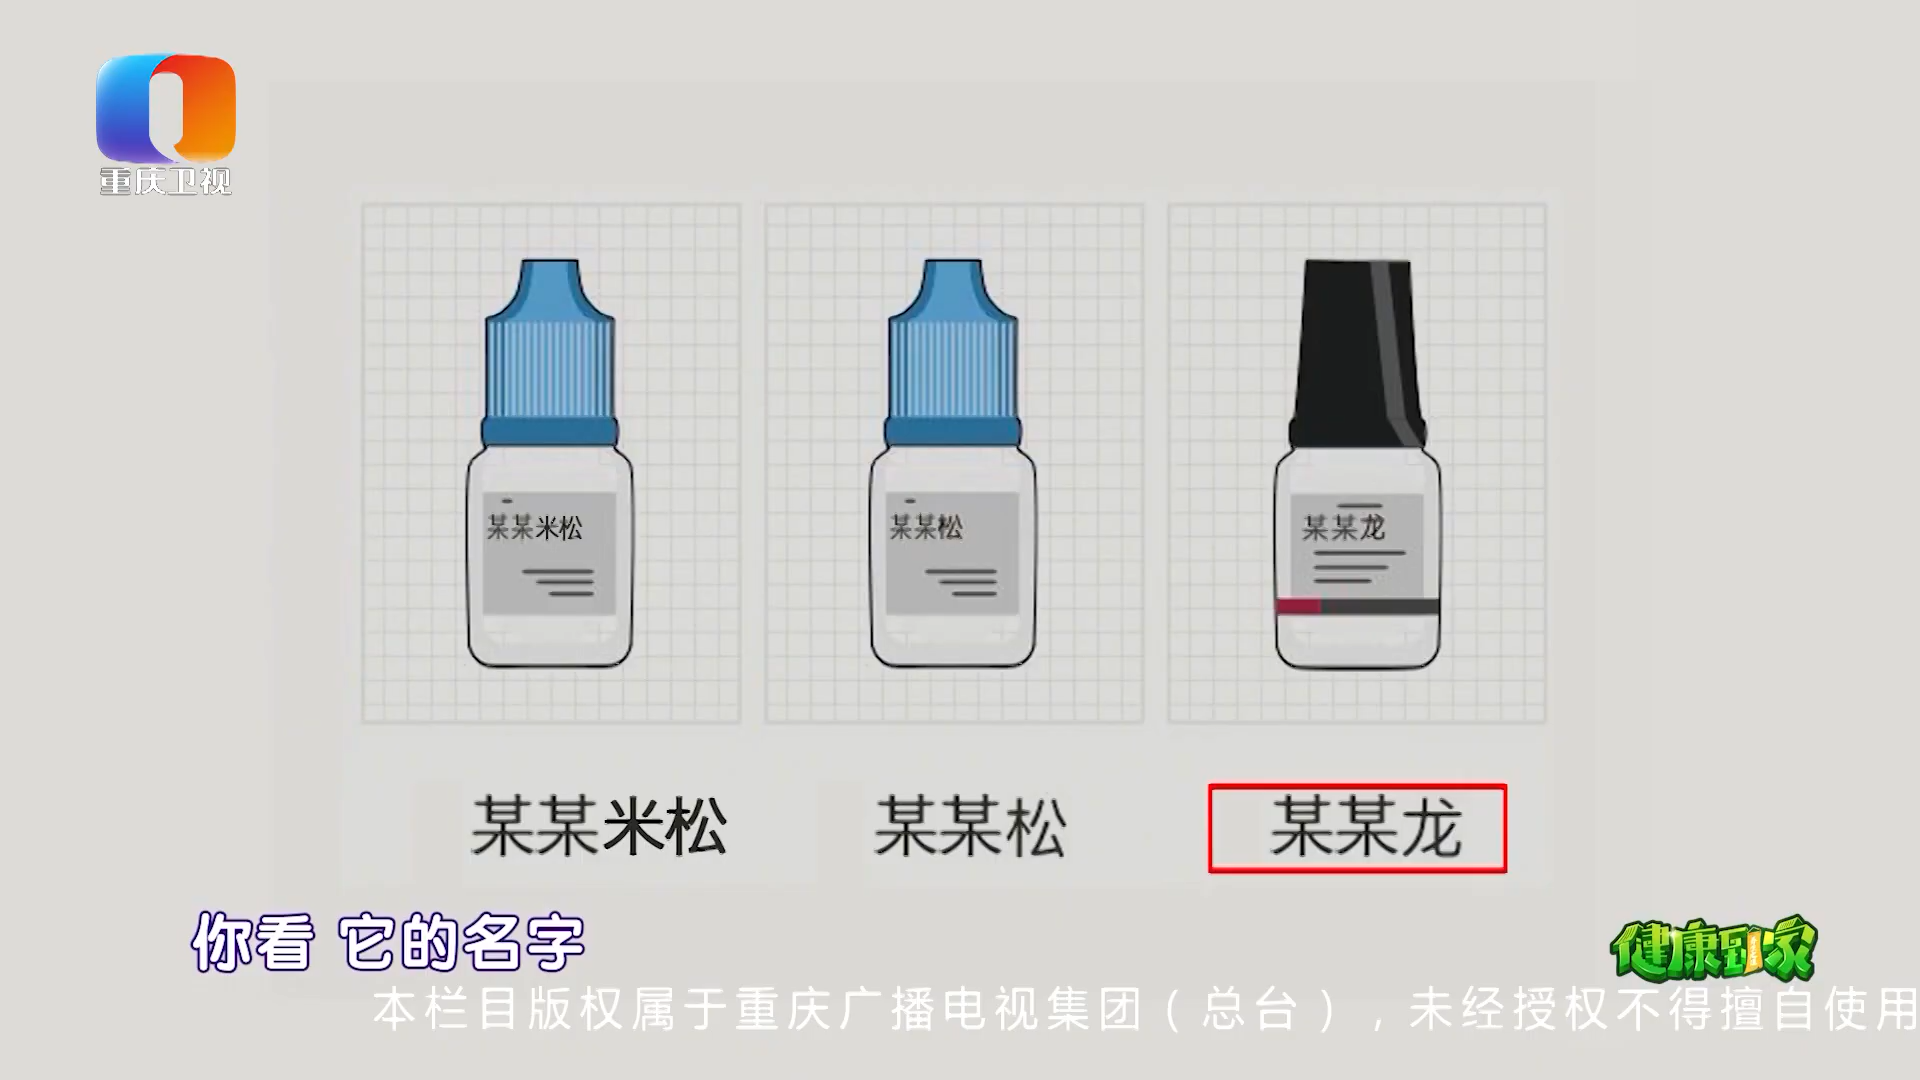 重庆卫视
某某米松
某某松
某某龙
某某米松
某某松
某某龙
你看 它的名字
健康到家
本栏目版权属于重庆广播电视集团（总台），未经授权不得擅自使用